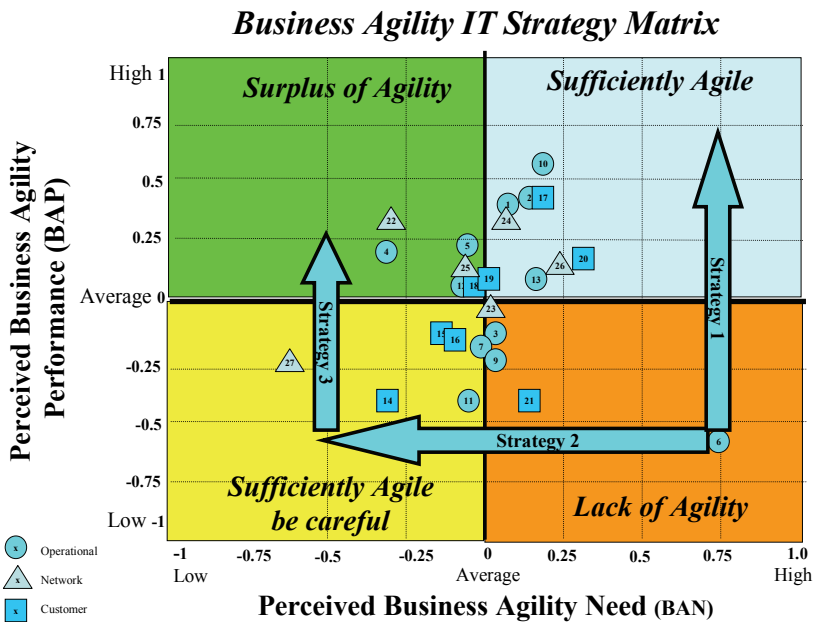 Business Agility IT Strategy Matrix
Perceived Business Agility
Performance (BAP)
High 1
0.75
0.5
0.25
Average 0
-0.25
-0.5
-0.75
Low -1
Surplus of Agility
Sufficiently Agile
10
1
2
17
22
24
4
5
25
26
20
18
19
13
23
3
15
16
7
9
27
14
11
21
6
Strategy 1
Strategy 3
Strategy 2
Sufficiently Agile
be careful
Lack of Agility
-1
-0.75
-0.5
-0.25
0
0.25
0.5
0.75
1.0
Low
Average
High
Perceived Business Agility Need (BAN)
x Operational
x Network
x Customer